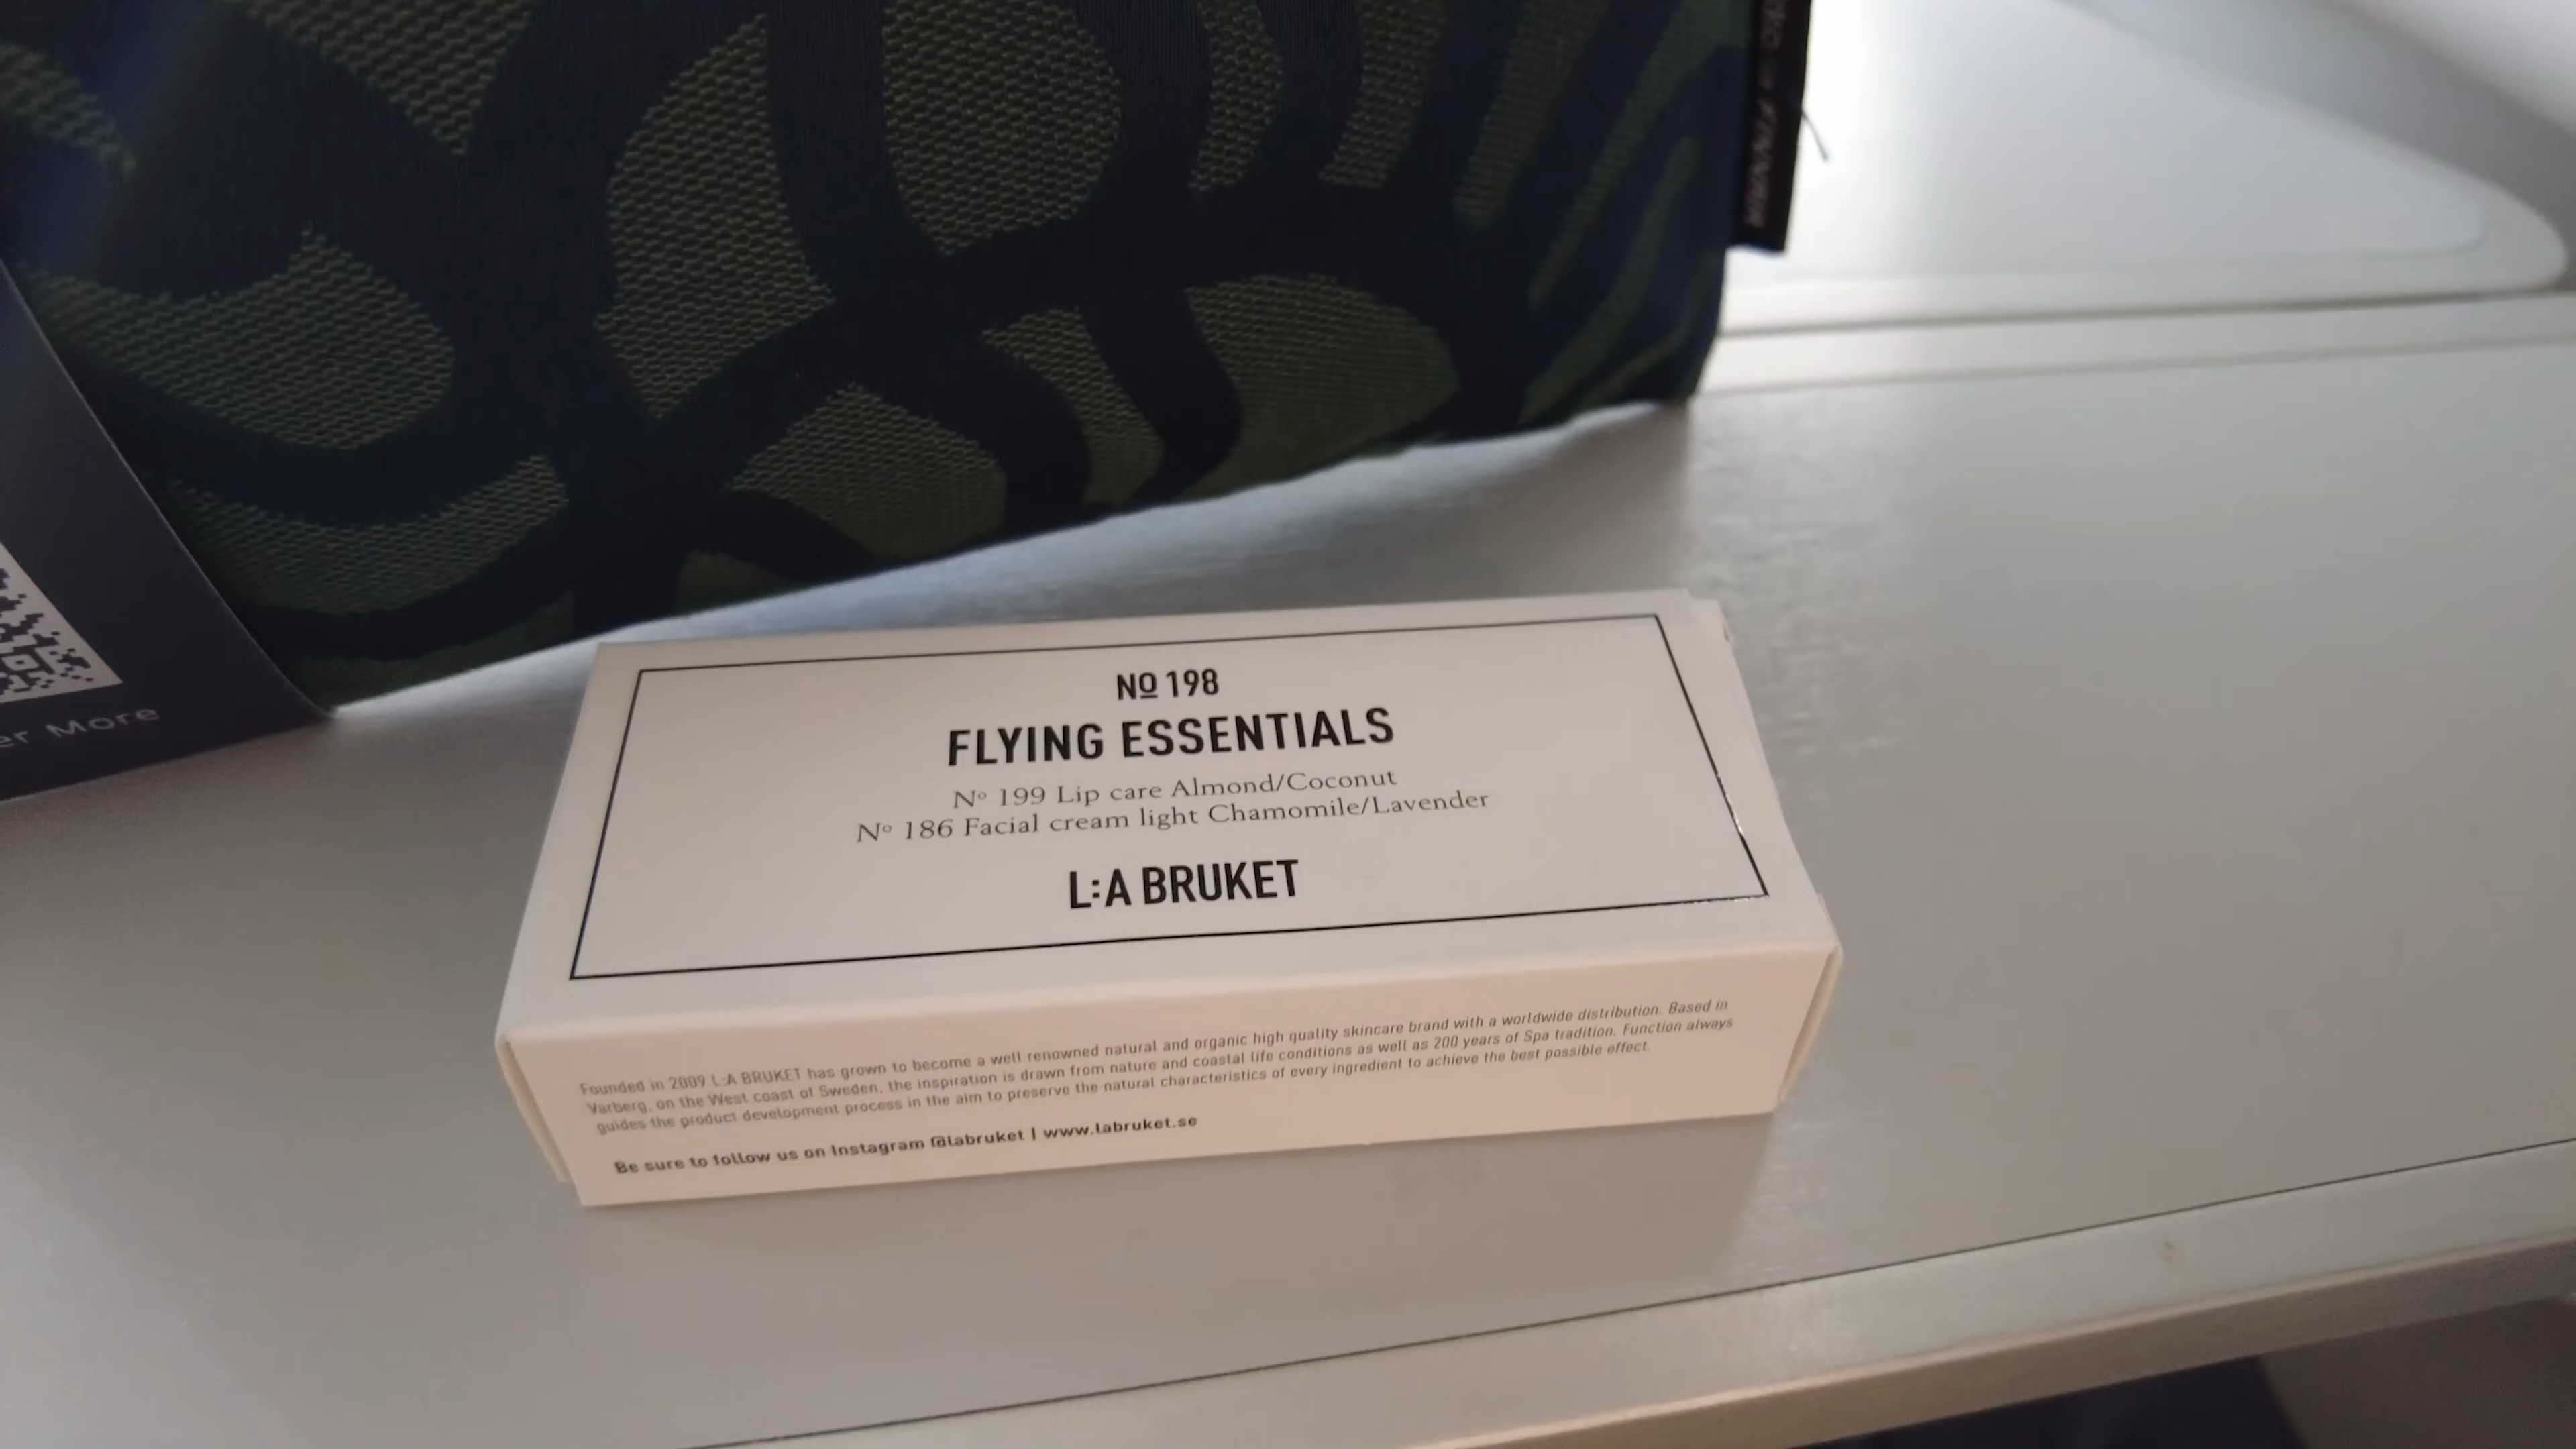 er More
Nº 198
FLYING ESSENTIALS
Nº 199 Lip care Almond/Coconut
Nº 186 Facial cream light Chamomile/Lavender
L:A BRUKET
Founded in 2009 L:A BRUKET has grown to become a well renowned natural and organic high quality skincare brand with a worldwide distribution. Based in
Varberg, on the West coast of Sweden, the inspiration is drawn from nature and coastal life conditions as well as 200 years of Spa tradition. Function always
guides the product development process in the aim to preserve the natural characteristics of every ingredient to achieve the best possible effect.
Be sure to follow us on Instagram @labruket | www.labruket.se